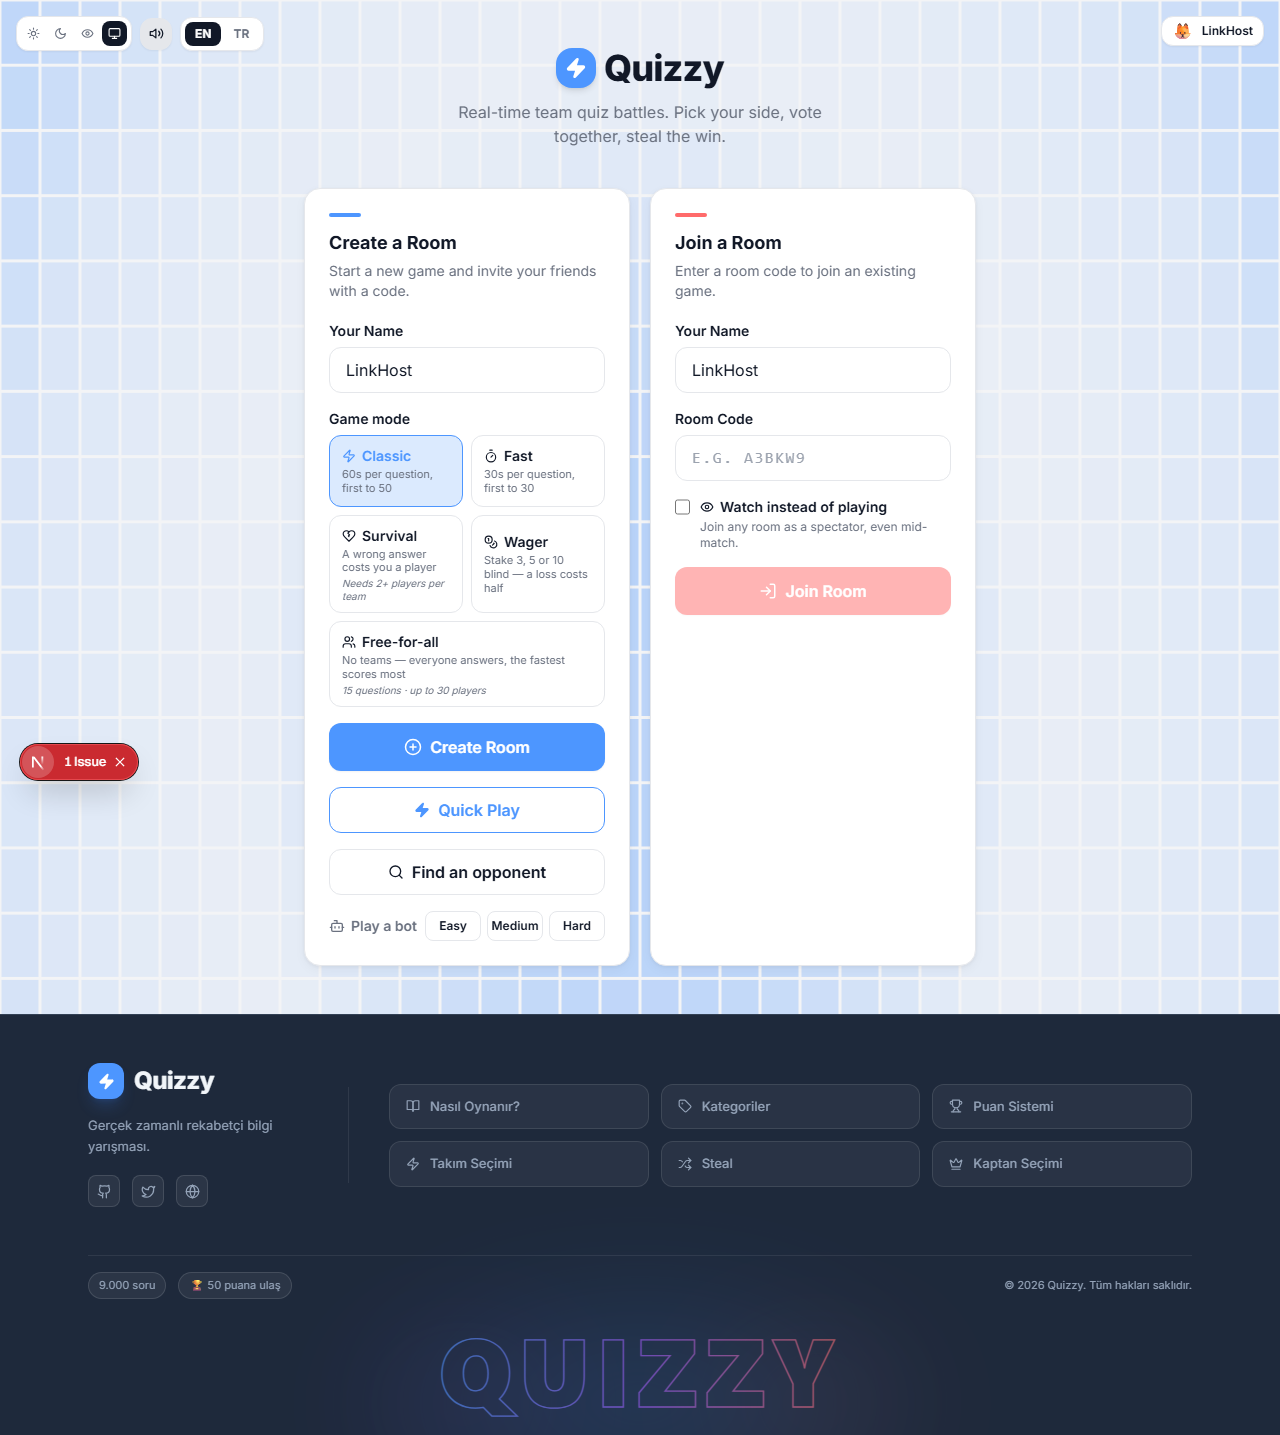 EN
TR
LinkHost
Quizzy
Real-time team quiz battles. Pick your side, vote
together, steal the win.
Create a Room
Start a new game and invite your friends
with a code.
Your Name
LinkHost
Game mode
Classic
60s per question,
first to 50
Fast
30s per question,
first to 30
Survival
A wrong answer
costs you a player
Needs 2+ players per
team
Wager
Stake 3, 5 or 10
blind — a loss costs
half
Free-for-all
No teams — everyone answers, the fastest
scores most
15 questions · up to 30 players
Create Room
Quick Play
Find an opponent
Play a bot
Easy
Medium
Hard
Join a Room
Enter a room code to join an existing
game.
Your Name
LinkHost
Room Code
E.G. A3BKW9
Watch instead of playing
Join any room as a spectator, even mid-
match.
Join Room
N
1 Issue
Quizzy
Gerçek zamanlı rekabetçi bilgi
yarışması.
Nasıl Oynanır?
Kategoriler
Puan Sistemi
Takım Seçimi
Steal
Kaptan Seçimi
9.000 soru
🏆 50 puana ulaş
© 2026 Quizzy. Tüm hakları saklıdır.
QUIZZY